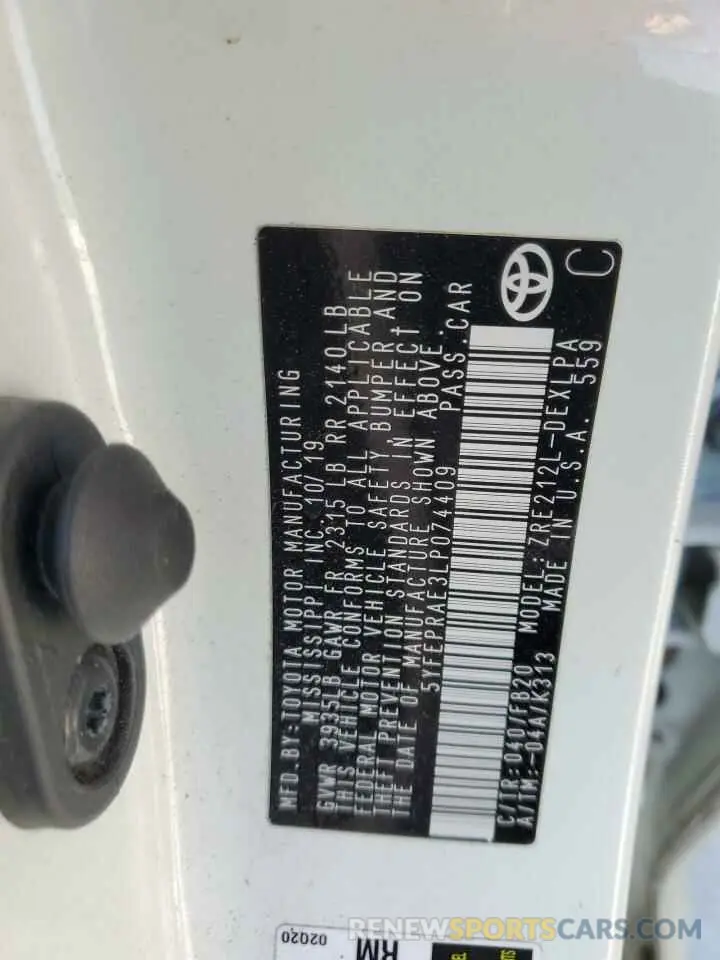 MFD.BY:TOYOTA MOTOR MANUFACTURING
MISSISSIPPI INC. 10/19
GVWR 3935LB GAWR FR 2315 LB RR 2140LB
THIS VEHICLE CONFORMS TO ALL APPLICABLE
FEDERAL MOTOR VEHICLE SAFETY, BUMPER AND
THEFT PREVENTION STANDARDS IN EFFECT ON
THE DATE OF MANUFACTURE SHOWN ABOVE.
5YFEPRAE3LP074409 PASS.CAR
C/TR:040/FB20 MODEL:ZRE212L-DEXLPA
A/TM:-04A/K313 MADE IN U.S.A. 559
C
02020
RM
RENEWSPORTSCARS.COM